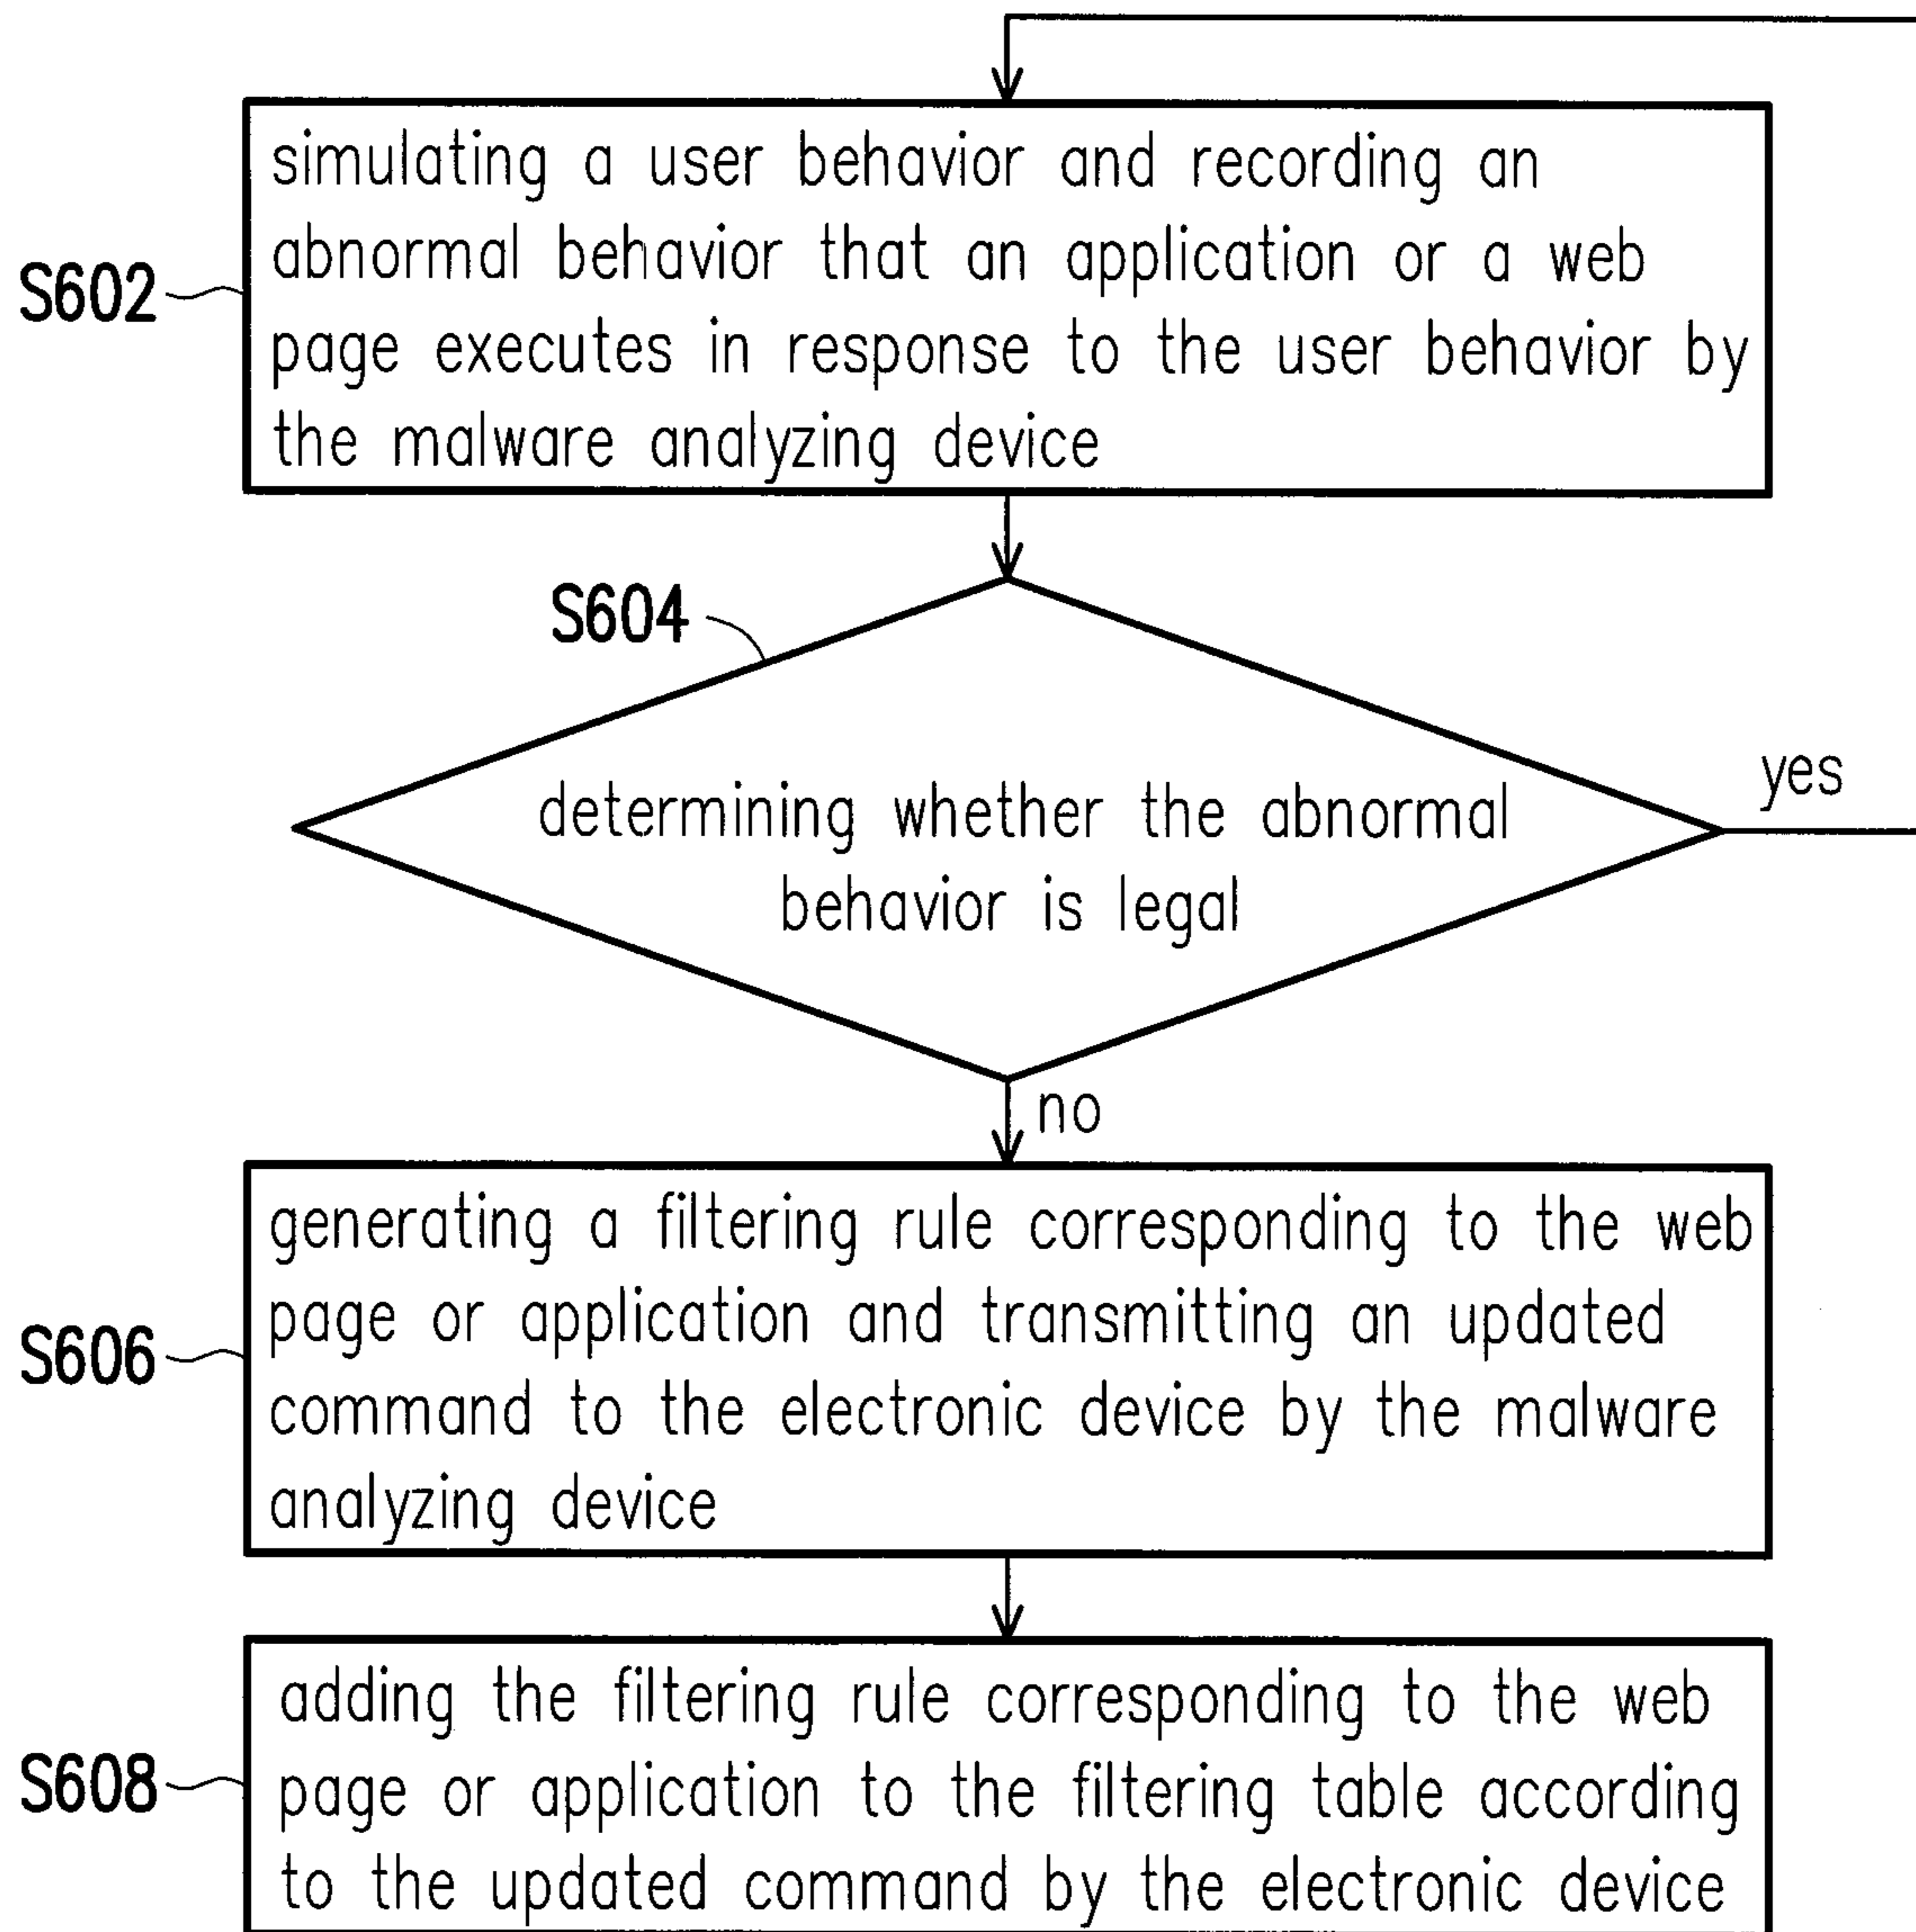 simulating a user behavior and recording an
abnormal behavior that an application or a web
S602
page executes in response to the user behavior by
the malware analyzing device
S604
determining whether the abnormal
yes
behavior is legal
no
generating a filtering rule corresponding to the web
page or application and transmitting an updated
S606
command to the electronic device by the malware
analyzing device
adding the filtering rule corresponding to the web
S608
page or application to the filtering table according
to the updated command by the electronic device